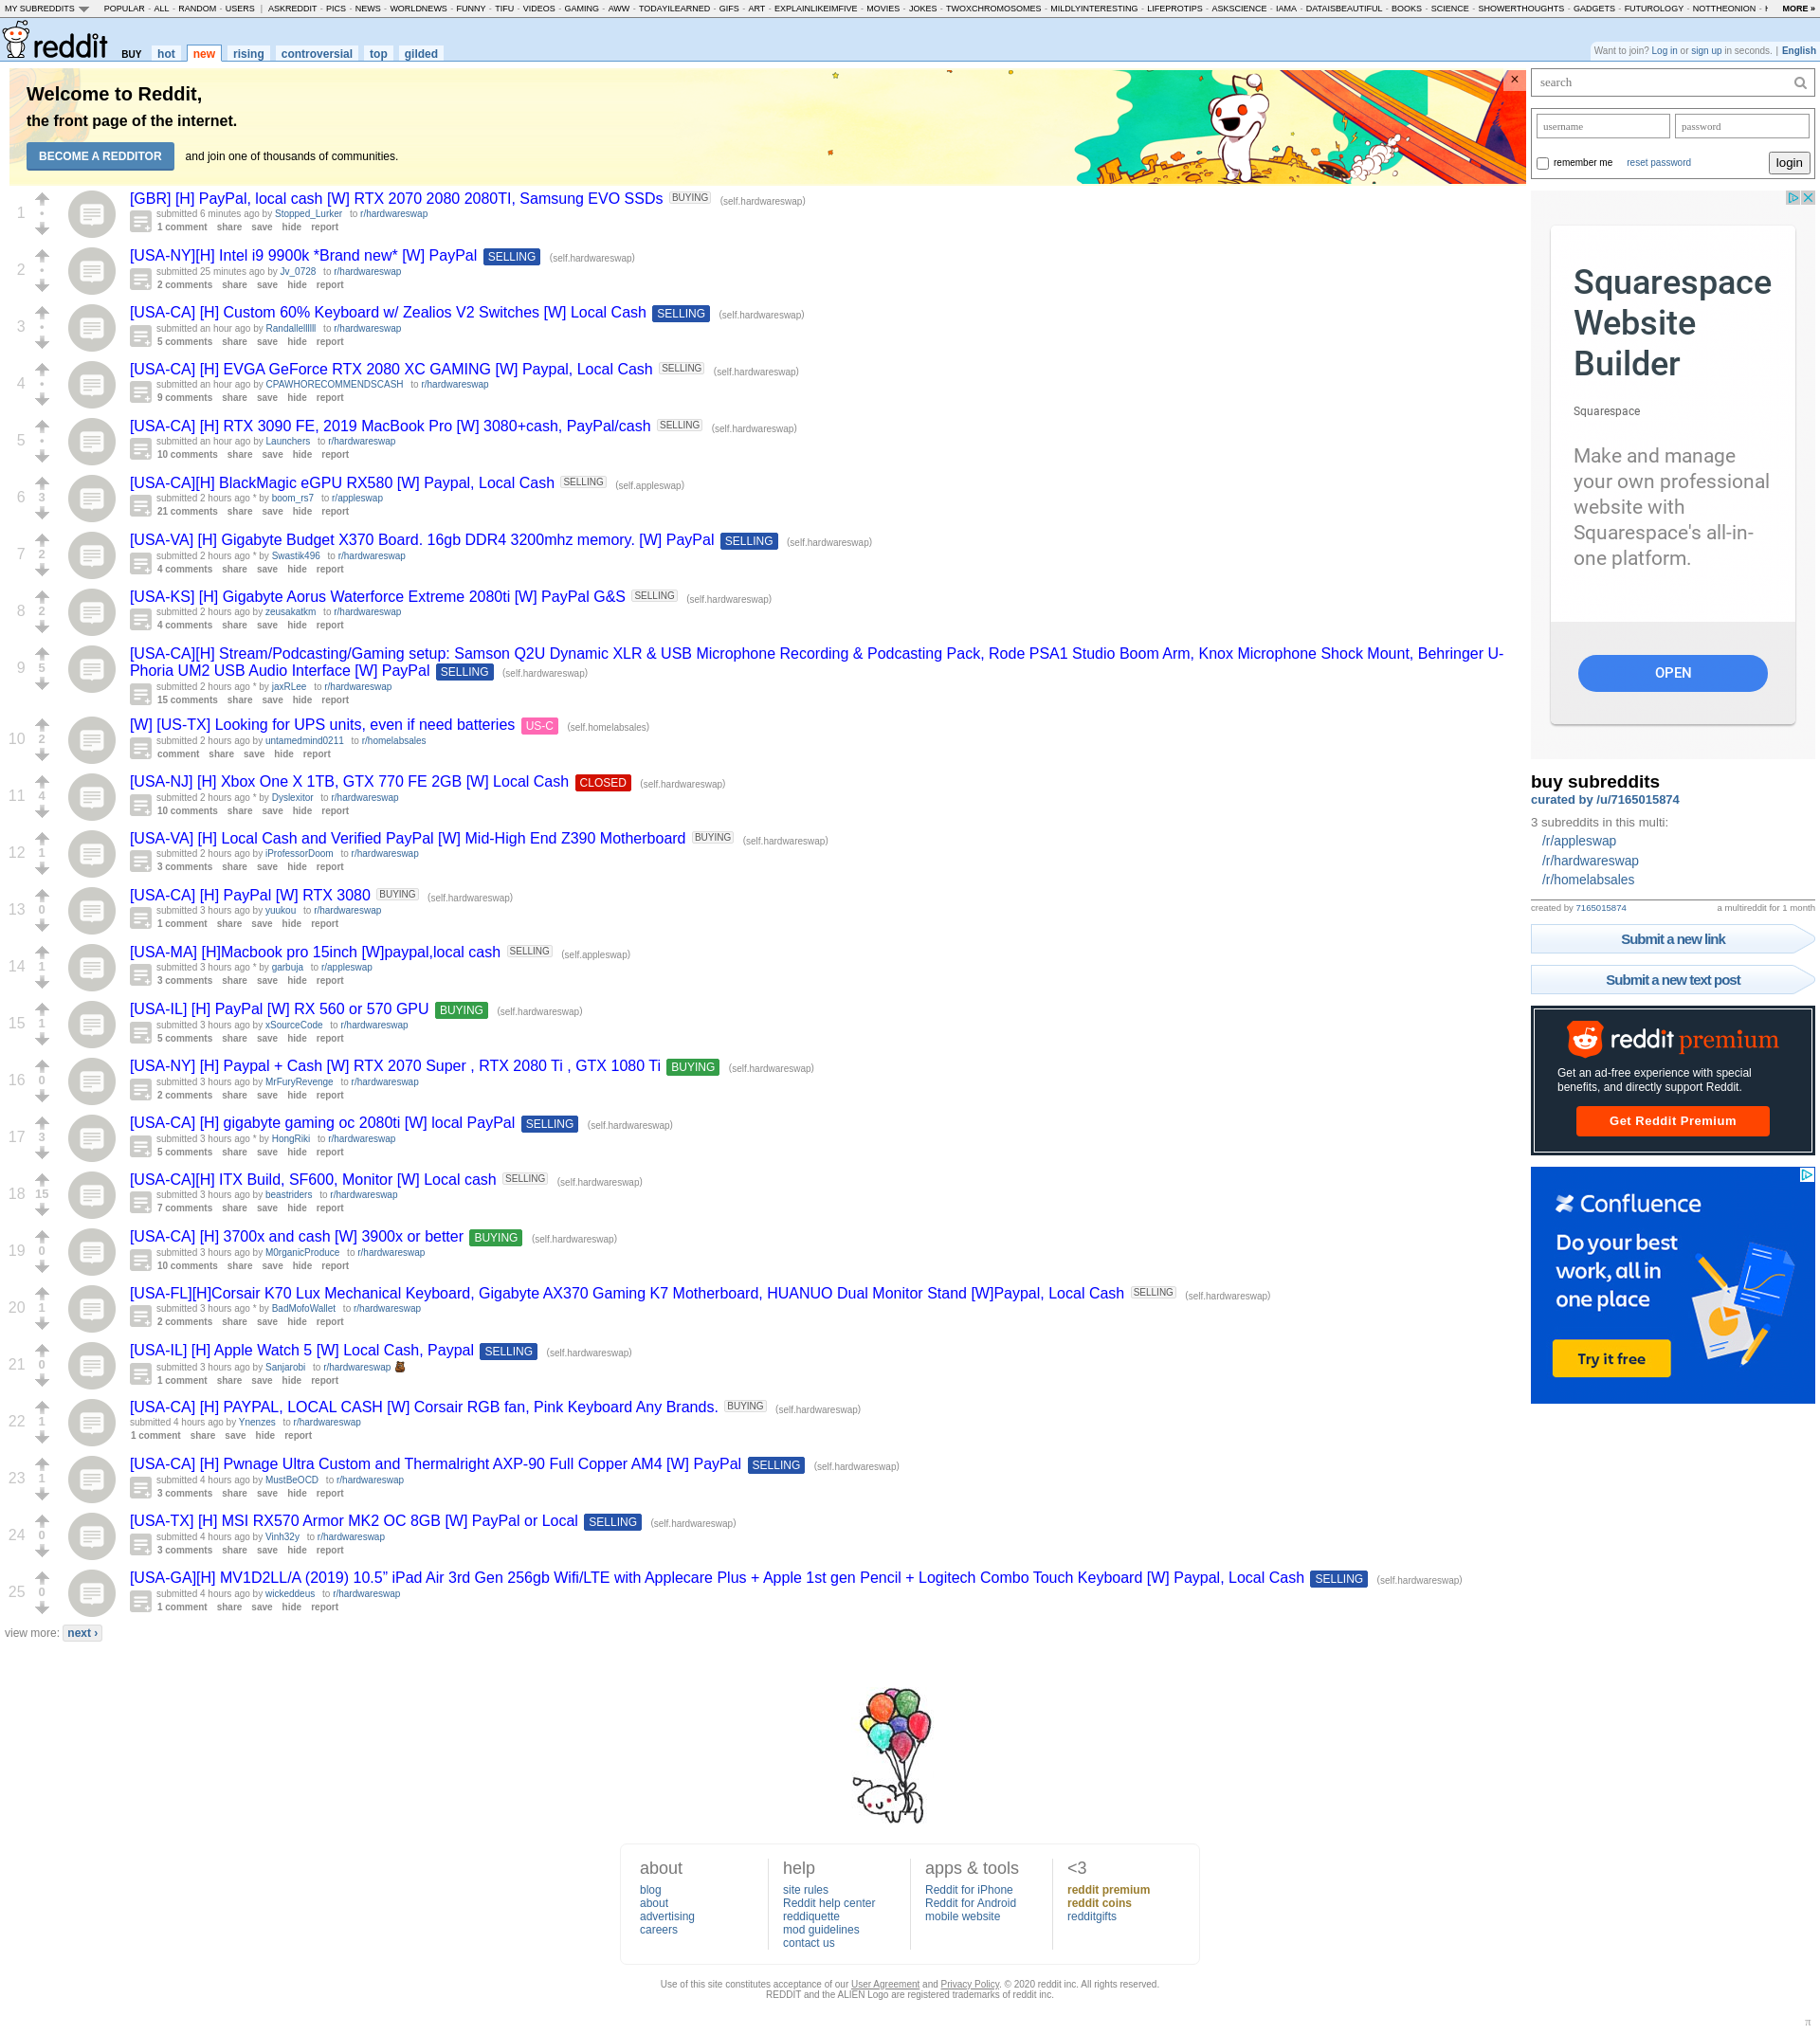 MY SUBREDDITS POPULAR - ALL - RANDOM - USERS | ASKREDDIT - PICS - NEWS - WORLDNEWS - FUNNY - TIFU - VIDEOS - GAMING - AWW - TODAYILEARNED - GIFS - ART - EXPLAINLIKEIMFIVE - MOVIES - JOKES - TWOXCHROMOSOMES - MILDLYINTERESTING - LIFEPROTIPS - ASKSCIENCE - IAMA - DATAISBEAUTIFUL - BOOKS - SCIENCE - SHOWERTHOUGHTS - GADGETS - FUTUROLOGY - NOTTHEONION - MORE »
reddit BUY hot new rising controversial top gilded
Want to join? Log in or sign up in seconds. | English
Welcome to Reddit,
the front page of the internet.
BECOME A REDDITOR and join one of thousands of communities.
×
1
[GBR] [H] PayPal, local cash [W] RTX 2070 2080 2080TI, Samsung EVO SSDs BUYING (self.hardwareswap)
submitted 6 minutes ago by Stopped_Lurker to r/hardwareswap
1 comment share save hide report
2
[USA-NY][H] Intel i9 9900k *Brand new* [W] PayPal SELLING (self.hardwareswap)
submitted 25 minutes ago by Jv_0728 to r/hardwareswap
2 comments share save hide report
3
[USA-CA] [H] Custom 60% Keyboard w/ Zealios V2 Switches [W] Local Cash SELLING (self.hardwareswap)
submitted an hour ago by to r/hardwareswap
5 comments share save hide report
4
[USA-CA] [H] EVGA GeForce RTX 2080 XC GAMING [W] Paypal, Local Cash SELLING (self.hardwareswap)
submitted an hour ago by CPAWHORECOMMENDSCASH to r/hardwareswap
9 comments share save hide report
5
[USA-CA] [H] RTX 3090 FE, 2019 MacBook Pro [W] 3080+cash, PayPal/cash SELLING (self.hardwareswap)
submitted an hour ago by Launchers to r/hardwareswap
10 comments share save hide report
6 3
[USA-CA][H] BlackMagic eGPU RX580 [W] Paypal, Local Cash SELLING (self.appleswap)
submitted 2 hours ago * by boom_rs7 to r/appleswap
21 comments share save hide report
7 2
[USA-VA] [H] Gigabyte Budget X370 Board. 16gb DDR4 3200mhz memory. [W] PayPal SELLING (self.hardwareswap)
submitted 2 hours ago * by Swastik496 to r/hardwareswap
4 comments share save hide report
8 2
[USA-KS] [H] Gigabyte Aorus Waterforce Extreme 2080ti [W] PayPal G&S SELLING (self.hardwareswap)
submitted 2 hours ago by zeusakatkm to r/hardwareswap
4 comments share save hide report
9 5
[USA-CA][H] Stream/Podcasting/Gaming setup: Samson Q2U Dynamic XLR & USB Microphone Recording & Podcasting Pack, Rode PSA1 Studio Boom Arm, Knox Microphone Shock Mount, Behringer U-
Phoria UM2 USB Audio Interface [W] PayPal SELLING (self.hardwareswap)
submitted 2 hours ago * by jaxRLee to r/hardwareswap
15 comments share save hide report
10 2
[W] [US-TX] Looking for UPS units, even if need batteries US-C (self.homelabsales)
submitted 2 hours ago by untamedmind0211 to r/homelabsales
comment share save hide report
11 4
[USA-NJ] [H] Xbox One X 1TB, GTX 770 FE 2GB [W] Local Cash CLOSED (self.hardwareswap)
submitted 2 hours ago * by Dyslexitor to r/hardwareswap
10 comments share save hide report
12 1
[USA-VA] [H] Local Cash and Verified PayPal [W] Mid-High End Z390 Motherboard BUYING (self.hardwareswap)
submitted 2 hours ago by iProfessorDoom to r/hardwareswap
3 comments share save hide report
13 0
[USA-CA] [H] PayPal [W] RTX 3080 BUYING (self.hardwareswap)
submitted 3 hours ago by yuukou to r/hardwareswap
1 comment share save hide report
14 1
[USA-MA] [H]Macbook pro 15inch [W]paypal,local cash SELLING (self.appleswap)
submitted 3 hours ago * by garbuja to r/appleswap
3 comments share save hide report
15 1
[USA-IL] [H] PayPal [W] RX 560 or 570 GPU BUYING (self.hardwareswap)
submitted 3 hours ago by xSourceCode to r/hardwareswap
5 comments share save hide report
16 0
[USA-NY] [H] Paypal + Cash [W] RTX 2070 Super , RTX 2080 Ti , GTX 1080 Ti BUYING (self.hardwareswap)
submitted 3 hours ago by MrFuryRevenge to r/hardwareswap
2 comments share save hide report
17 3
[USA-CA] [H] gigabyte gaming oc 2080ti [W] local PayPal SELLING (self.hardwareswap)
submitted 3 hours ago * by HongRiki to r/hardwareswap
5 comments share save hide report
18 15
[USA-CA][H] ITX Build, SF600, Monitor [W] Local cash SELLING (self.hardwareswap)
submitted 3 hours ago by beastriders to r/hardwareswap
7 comments share save hide report
19 0
[USA-CA] [H] 3700x and cash [W] 3900x or better BUYING (self.hardwareswap)
submitted 3 hours ago by M0rganicProduce to r/hardwareswap
10 comments share save hide report
20 1
[USA-FL][H]Corsair K70 Lux Mechanical Keyboard, Gigabyte AX370 Gaming K7 Motherboard, HUANUO Dual Monitor Stand [W]Paypal, Local Cash SELLING (self.hardwareswap)
submitted 3 hours ago * by BadMofoWallet to r/hardwareswap
2 comments share save hide report
21 0
[USA-IL] [H] Apple Watch 5 [W] Local Cash, Paypal SELLING (self.hardwareswap)
submitted 3 hours ago by Sanjarobi to r/hardwareswap
1 comment share save hide report
22 1
[USA-CA] [H] PAYPAL, LOCAL CASH [W] Corsair RGB fan, Pink Keyboard Any Brands. BUYING (self.hardwareswap)
submitted 4 hours ago by Ynenzes to r/hardwareswap
1 comment share save hide report
23 1
[USA-CA] [H] Pwnage Ultra Custom and Thermalright AXP-90 Full Copper AM4 [W] PayPal SELLING (self.hardwareswap)
submitted 4 hours ago by MustBeOCD to r/hardwareswap
3 comments share save hide report
24 0
[USA-TX] [H] MSI RX570 Armor MK2 OC 8GB [W] PayPal or Local SELLING (self.hardwareswap)
submitted 4 hours ago by Vinh32y to r/hardwareswap
3 comments share save hide report
25 0
[USA-GA][H] MV1D2LL/A (2019) 10.5” iPad Air 3rd Gen 256gb Wifi/LTE with Applecare Plus + Apple 1st gen Pencil + Logitech Combo Touch Keyboard [W] Paypal, Local Cash SELLING (self.hardwareswap)
submitted 4 hours ago by wickeddeus to r/hardwareswap
1 comment share save hide report
view more: next ›
search
username password
remember me reset password login
Squarespace
Website
Builder
Squarespace
Make and manage
your own professional
website with
Squarespace's all-in-
one platform.
OPEN
buy subreddits
curated by /u/7165015874
3 subreddits in this multi:
/r/appleswap
/r/hardwareswap
/r/homelabsales
created by 7165015874 a multireddit for 1 month
Submit a new link
Submit a new text post
reddit premium
Get an ad-free experience with special
benefits, and directly support Reddit.
Get Reddit Premium
Confluence
Do your best
work, all in
one place
Try it free
about
blog
about
advertising
careers
help
site rules
Reddit help center
reddiquette
mod guidelines
contact us
apps & tools
Reddit for iPhone
Reddit for Android
mobile website
<3
reddit premium
reddit coins
redditgifts
Use of this site constitutes acceptance of our User Agreement and Privacy Policy. © 2020 reddit inc. All rights reserved.
REDDIT and the ALIEN Logo are registered trademarks of reddit inc.
π